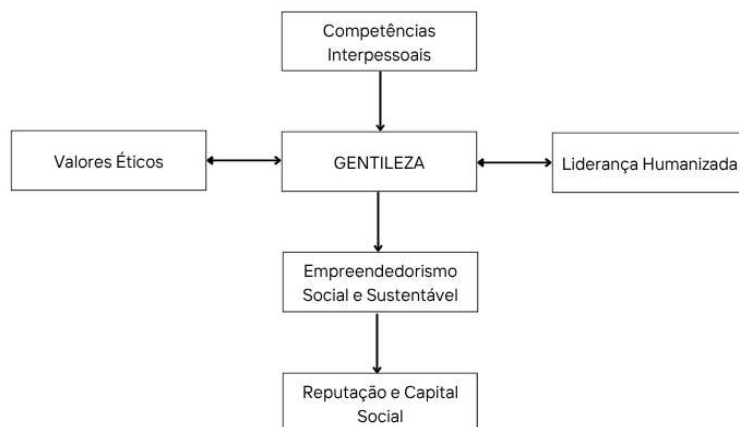 Competências
Interpessoais
Valores Éticos
GENTILEZA
Liderança Humanizada
Empreendedorismo
Social e Sustentável
Reputação e Capital
Social